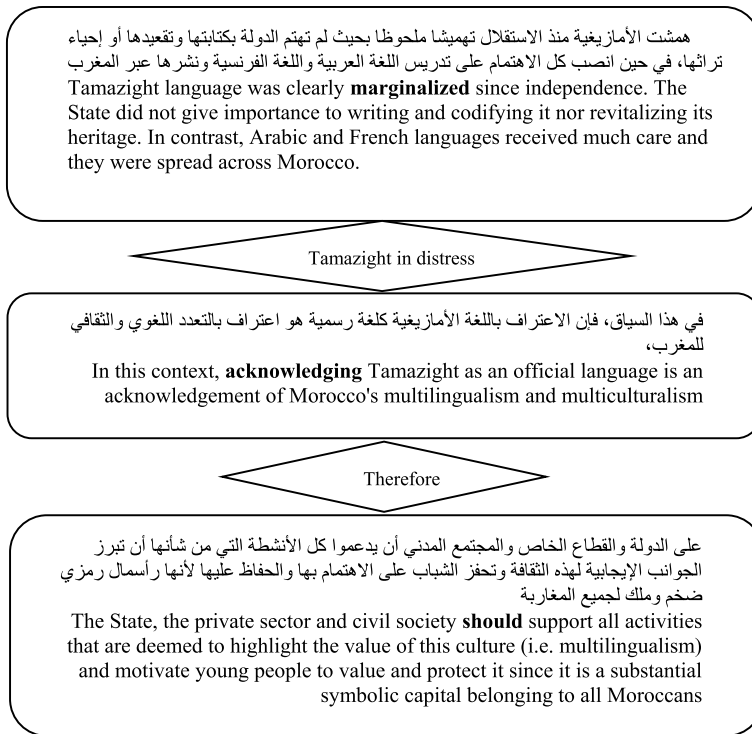 همشت الأمازيغية منذ الاستقلال تهميشا ملحوظا بحيث لم تهتم الدولة بكتابتها وتقعيدها أو إحياء
تراثها، في حين انصب كل الاهتمام على تدريس اللغة العربية واللغة الفرنسية ونشرها عبر المغرب
Tamazight language was clearly marginalized since independence. The
State did not give importance to writing and codifying it nor revitalizing its
heritage. In contrast, Arabic and French languages received much care and
they were spread across Morocco.
Tamazight in distress
في هذا السياق، فإن الاعتراف باللغة الأمازيغية كلغة رسمية هو اعتراف بالتعدد اللغوي والثقافي
للمغرب،
In this context, acknowledging Tamazight as an official language is an
acknowledgement of Morocco's multilingualism and multiculturalism
Therefore
على الدولة والقطاع الخاص والمجتمع المدني أن يدعموا كل الأنشطة التي من شأنها أن تبرز
الجوانب الإيجابية لهذه الثقافة وتحفز الشباب على الاهتمام بها والحفاظ عليها لأنها رأسمال رمزي
ضخم وملك لجميع المغاربة
The State, the private sector and civil society should support all activities
that are deemed to highlight the value of this culture (i.e. multilingualism)
and motivate young people to value and protect it since it is a substantial
symbolic capital belonging to all Moroccans